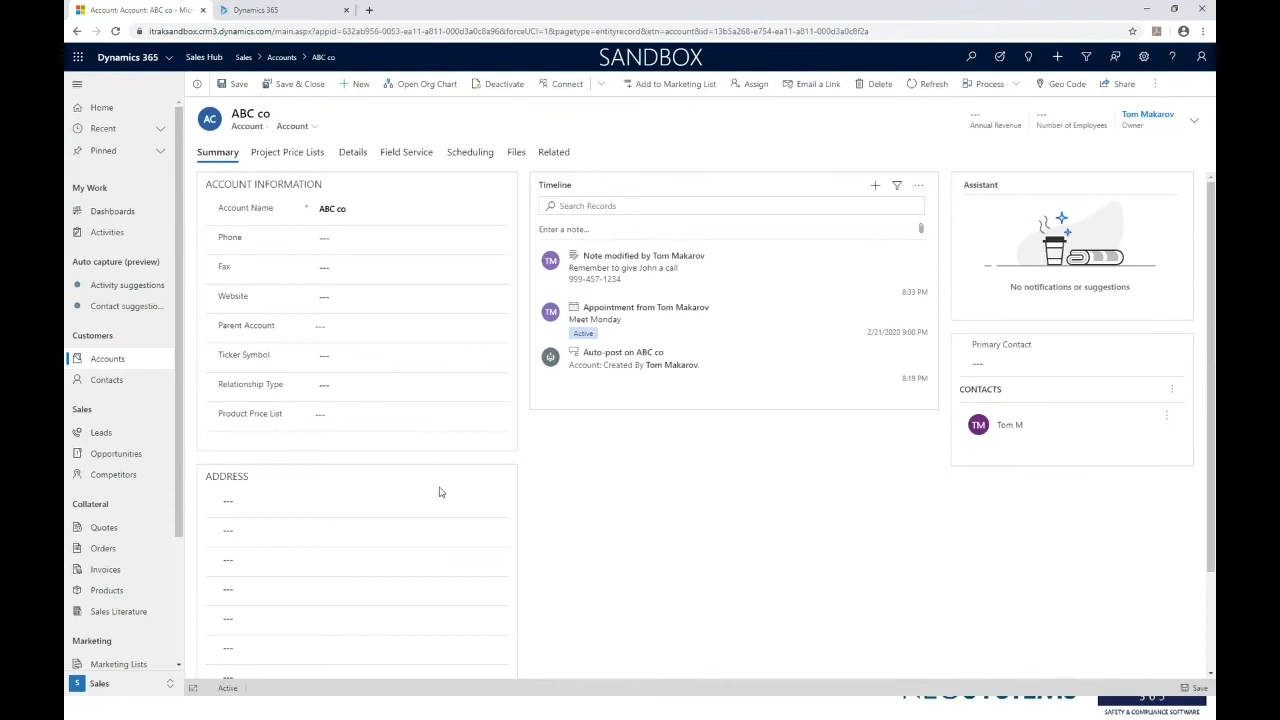 Account: Account: ABC co - Micros
Dynamics 365
itraksandbox.crm3.dynamics.com/main.aspx?appid=632ab956-0053-ea11-a811-000d3a0c8a96&forceUCI=1&pagetype=entityrecord&etn=account&id=13b5a268-e754-ea11-a811-000d3a0c8fa2
Dynamics 365
Sales Hub
Sales > Accounts > ABC co
SANDBOX
Save
Save & Close
New
Open Org Chart
Deactivate
Connect
Add to Marketing List
Assign
Email a Link
Delete
Refresh
Process
Geo Code
Share
Home
Recent
Pinned
My Work
Dashboards
Activities
Auto capture (preview)
Activity suggestions
Contact suggestio...
Customers
Accounts
Contacts
Sales
Leads
Opportunities
Competitors
Collateral
Quotes
Orders
Invoices
Products
Sales Literature
Marketing
Marketing Lists
S Sales
AC
ABC co
Account · Account
---
Annual Revenue
---
Number of Employees
Tom Makarov
Owner
Summary
Project Price Lists
Details
Field Service
Scheduling
Files
Related
ACCOUNT INFORMATION
Account Name * ABC co
Phone ---
Fax ---
Website ---
Parent Account ---
Ticker Symbol ---
Relationship Type ---
Product Price List ---
ADDRESS
---
---
---
---
---
---
---
Timeline
Search Records
Enter a note...
TM
Note modified by Tom Makarov
Remember to give John a call
999-457-1234
8:33 PM
TM
Appointment from Tom Makarov
Meet Monday
Active
2/21/2020 9:00 PM
Auto-post on ABC co
Account: Created By Tom Makarov.
8:19 PM
Assistant
No notifications or suggestions
Primary Contact
---
CONTACTS
TM Tom M
Active
Save
365
SAFETY & COMPLIANCE SOFTWARE